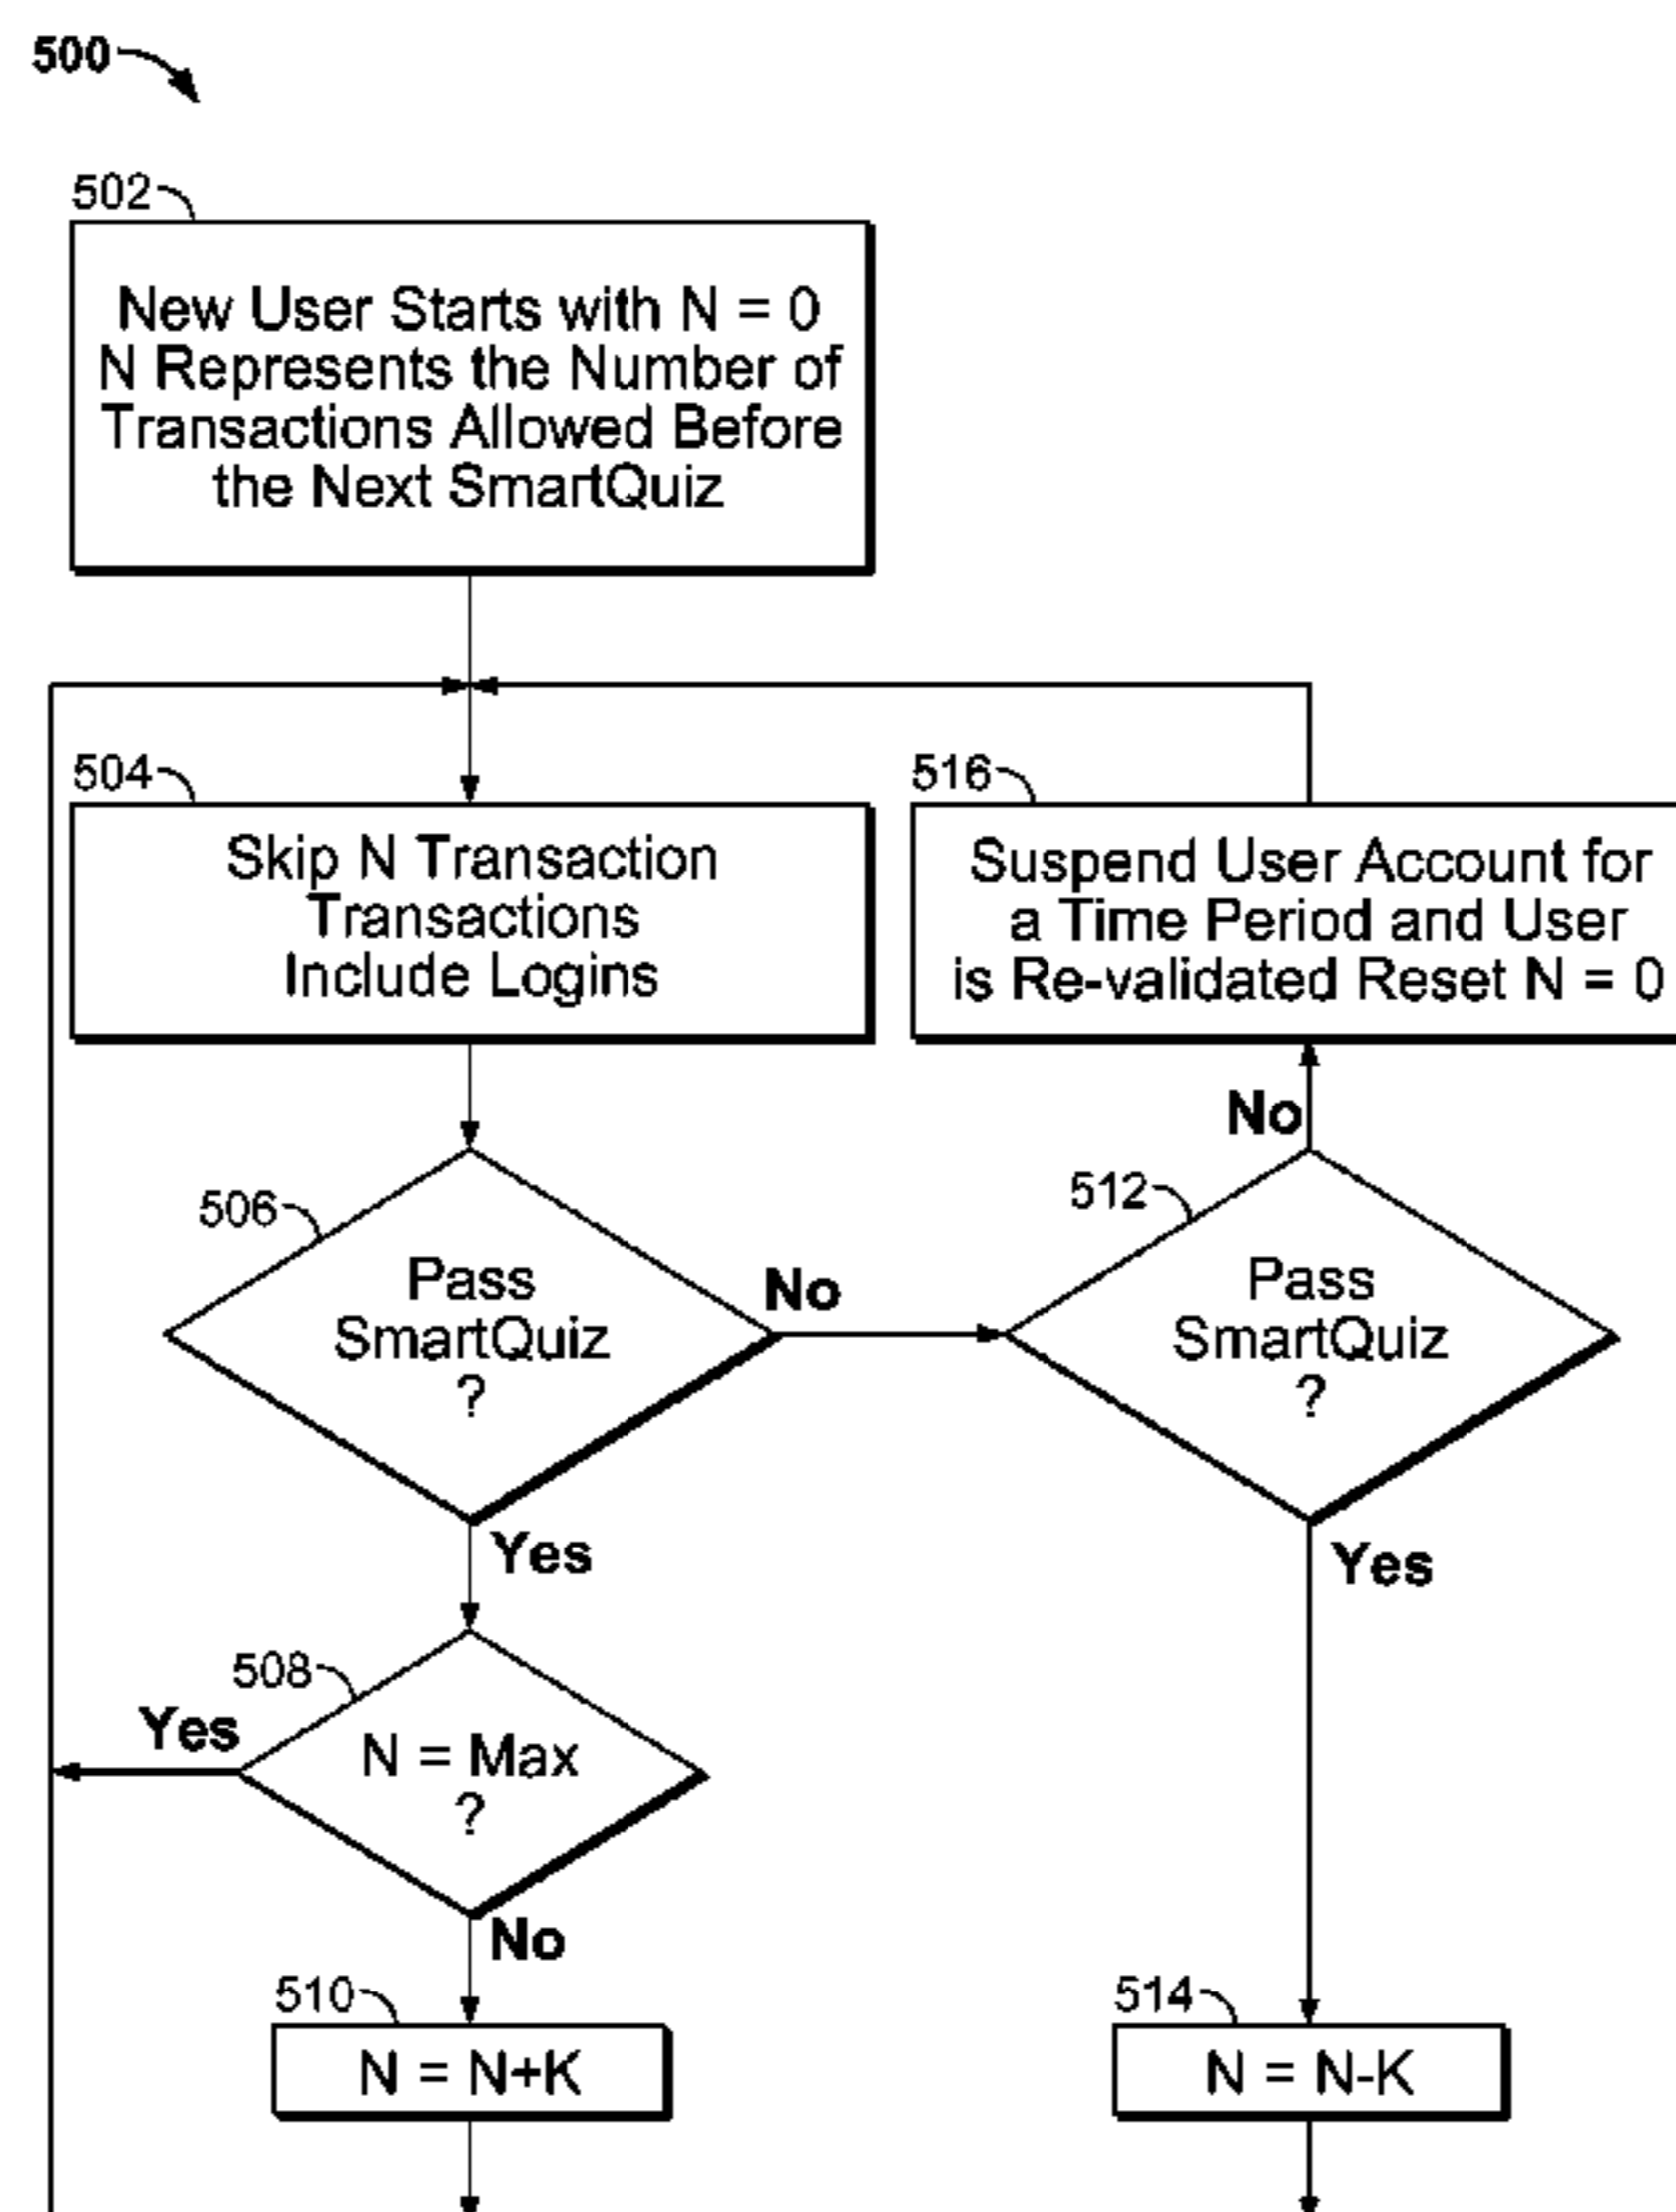 500
502
New User Starts with N = 0
N Represents the Number of
Transactions Allowed Before
the Next SmartQuiz
504
Skip N Transaction
Transactions
Include Logins
516
Suspend User Account for
a Time Period and User
is Re-validated Reset N = 0
506
Pass
SmartQuiz
?
No
Yes
512
Pass
SmartQuiz
?
No
Yes
508
N = Max
?
Yes
No
510
N = N+K
514
N = N-K